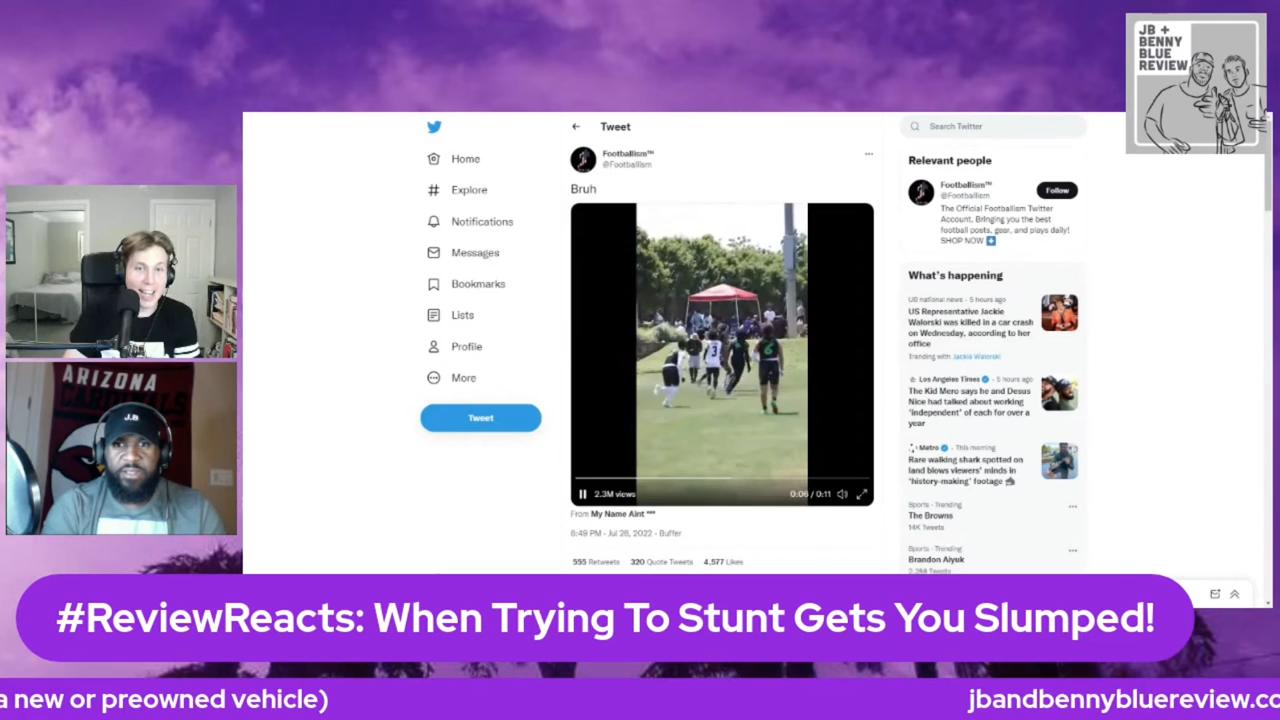 JB +
BENNY
BLUE
REVIEW
ARIZONA
CARDINALS
J.B
Home
Explore
Notifications
Messages
Bookmarks
Lists
Profile
More
Tweet
Tweet
Footballism™
@Footballism
Bruh
3
6
2.3M views
0:06 / 0:11
From My Name Aint ***
6:49 PM · Jul 28, 2022 · Buffer
555 Retweets 320 Quote Tweets 4,577 Likes
Search Twitter
Relevant people
Footballism™
@Footballism
Follow
The Official Footballism Twitter
Account. Bringing you the best
football posts, gear, and plays daily!
SHOP NOW
What's happening
US national news · 5 hours ago
US Representative Jackie
Walorski was killed in a car crash
on Wednesday, according to her
office
Trending with Jackie Walorski
Los Angeles Times · 5 hours ago
The Kid Mero says he and Desus
Nice had talked about working
'independent' of each for over a
year
Metro · This morning
Rare walking shark spotted on
land blows viewers' minds in
'history-making' footage
Sports · Trending
The Browns
14K Tweets
Sports · Trending
Brandon Aiyuk
#ReviewReacts: When Trying To Stunt Gets You Slumped!
a new or preowned vehicle)
jbandbennybluereview.co